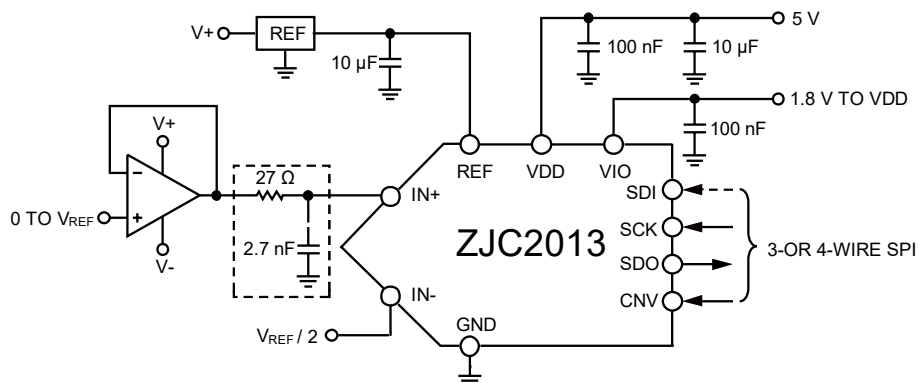 V+
REF
10 µF
100 nF
10 µF
5 V
1.8 V TO VDD
100 nF
REF
VDD
VIO
V+
27 Ω
0 TO VREF
2.7 nF
V-
IN+
IN-
VREF / 2
GND
ZJC2013
SDI
SCK
SDO
CNV
3-OR 4-WIRE SPI